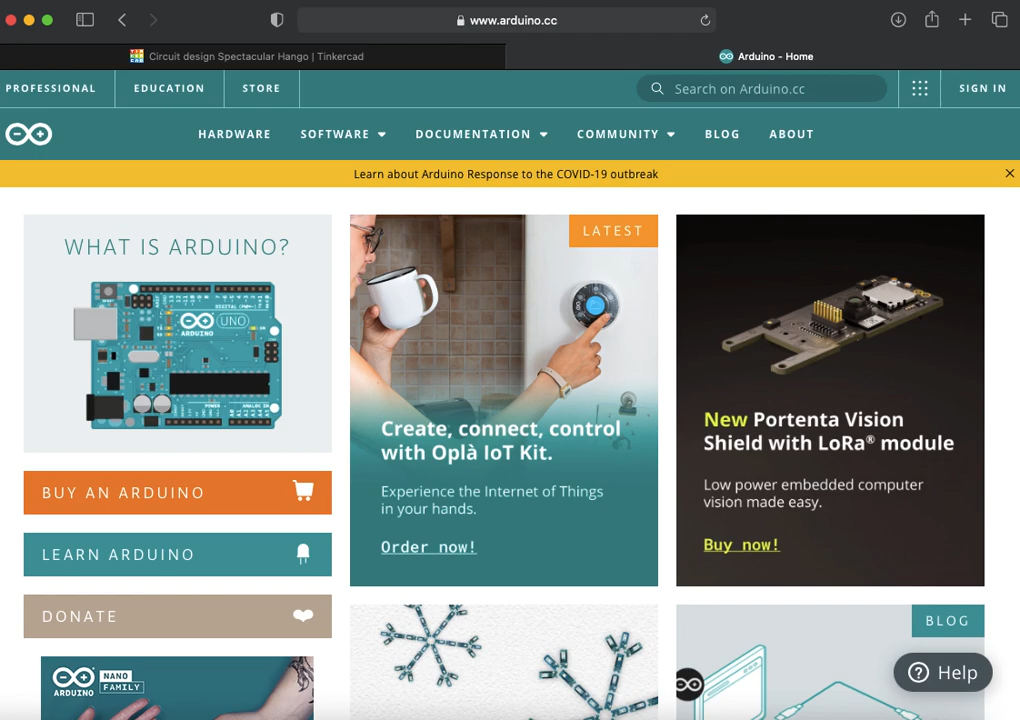 www.arduino.cc
Circuit design Spectacular Hango | Tinkercad
Arduino - Home
PROFESSIONAL
EDUCATION
STORE
Search on Arduino.cc
SIGN IN
HARDWARE
SOFTWARE
DOCUMENTATION
COMMUNITY
BLOG
ABOUT
Learn about Arduino Response to the COVID-19 outbreak
WHAT IS ARDUINO?
UNO
ARDUINO
BUY AN ARDUINO
LEARN ARDUINO
DONATE
ARDUINO
NANO
FAMILY
LATEST
Create, connect, control
with Oplà IoT Kit.
Experience the Internet of Things
in your hands.
Order now!
New Portenta Vision
Shield with LoRa® module
Low power embedded computer
vision made easy.
Buy now!
BLOG
Help